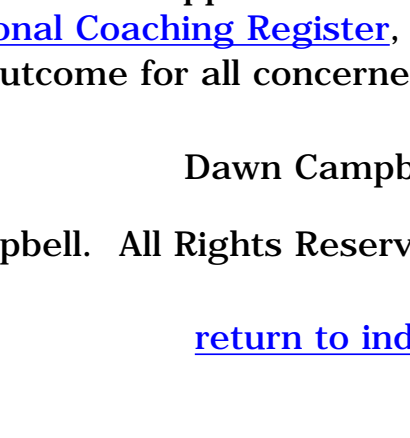 onal Coaching Register,
utcome for all concerne
Dawn Campb
pbell. All Rights Reserv
return to ind